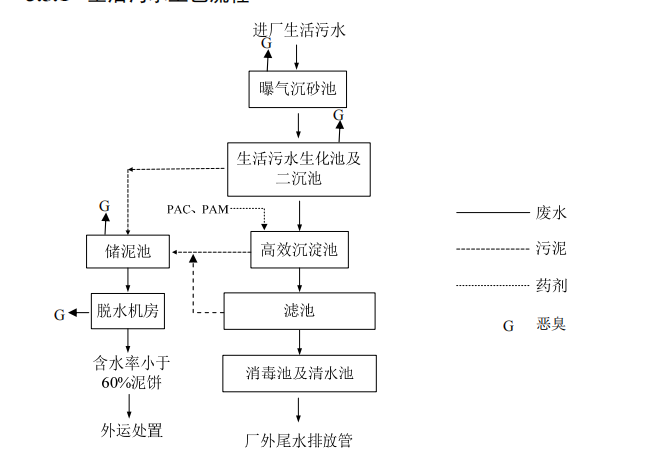 进厂生活污水
G
曝气沉砂池
G
生活污水生化池及
二沉池
PAC、PAM
G
储泥池
高效沉淀池
G
脱水机房
滤池
含水率小于
60%泥饼
消毒池及清水池
外运处置
厂外尾水排放管
废水
污泥
药剂
G 恶臭